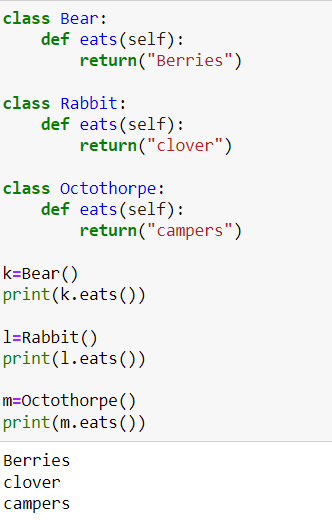 class Bear:
    def eats(self):
        return("Berries")

class Rabbit:
    def eats(self):
        return("clover")

class Octothorpe:
    def eats(self):
        return("campers")

k=Bear()
print(k.eats())

l=Rabbit()
print(l.eats())

m=Octothorpe()
print(m.eats())

Berries
clover
campers